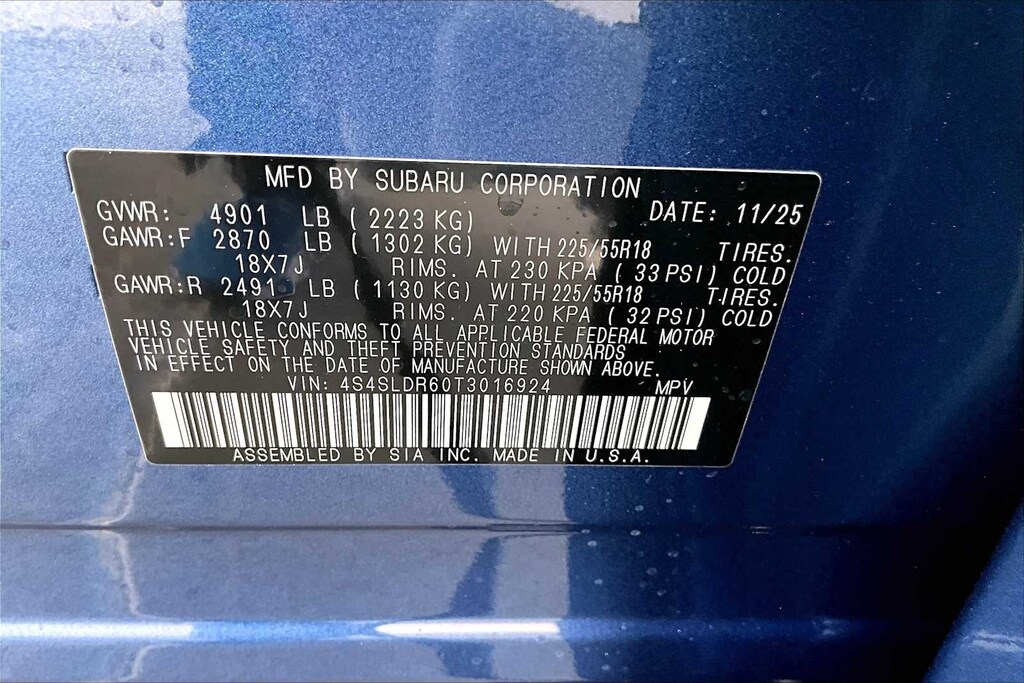 MFD BY SUBARU CORPORATION
GVWR: 4901 LB ( 2223 KG) DATE: 11/25
GAWR:F 2870 LB ( 1302 KG) WITH 225/55R18 TIRES.
18X7J RIMS. AT 230 KPA ( 33 PSI) COLD
GAWR:R 2491 LB ( 1130 KG) WITH 225/55R18 TIRES.
18X7J RIMS. AT 220 KPA ( 32 PSI) COLD
THIS VEHICLE CONFORMS TO ALL APPLICABLE FEDERAL MOTOR
VEHICLE SAFETY AND THEFT PREVENTION STANDARDS
IN EFFECT ON THE DATE OF MANUFACTURE SHOWN ABOVE.
VIN: 4S4SLDR60T3016924 MPV
ASSEMBLED BY SIA INC. MADE IN U.S.A.